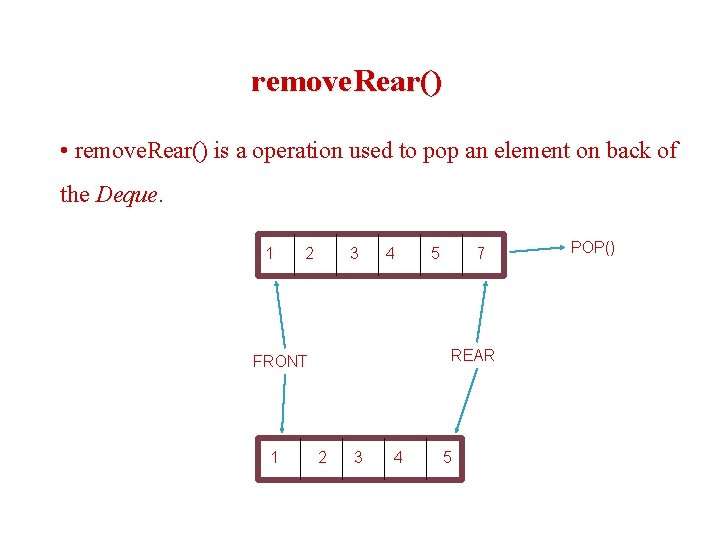 remove.Rear()
• remove.Rear() is a operation used to pop an element on back of
the Deque.
1 2 3 4 5 7 POP()
FRONT REAR
1 2 3 4 5